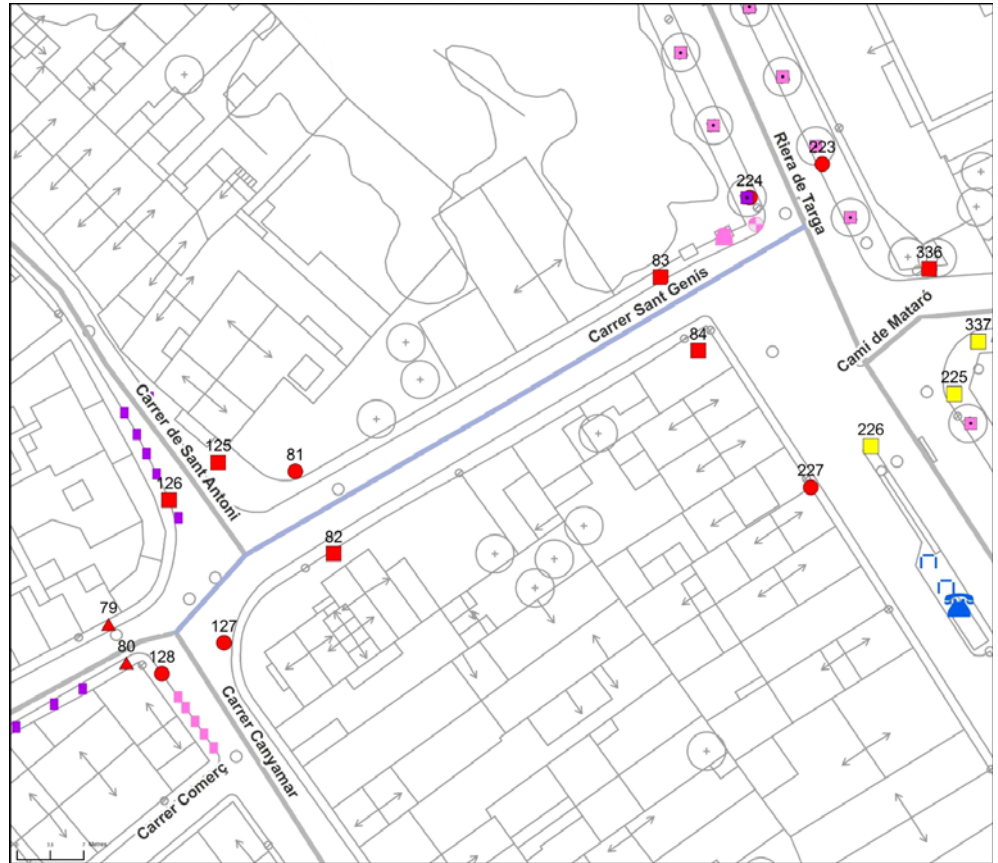 224
223
Riera de Targa
83
336
Carrer Sant Genís
84
Camí de Mataró
337
225
Carrer de Sant Antoni
125
81
226
126
227
82
79
127
80
128
Carrer Canyamar
Carrer Comerç